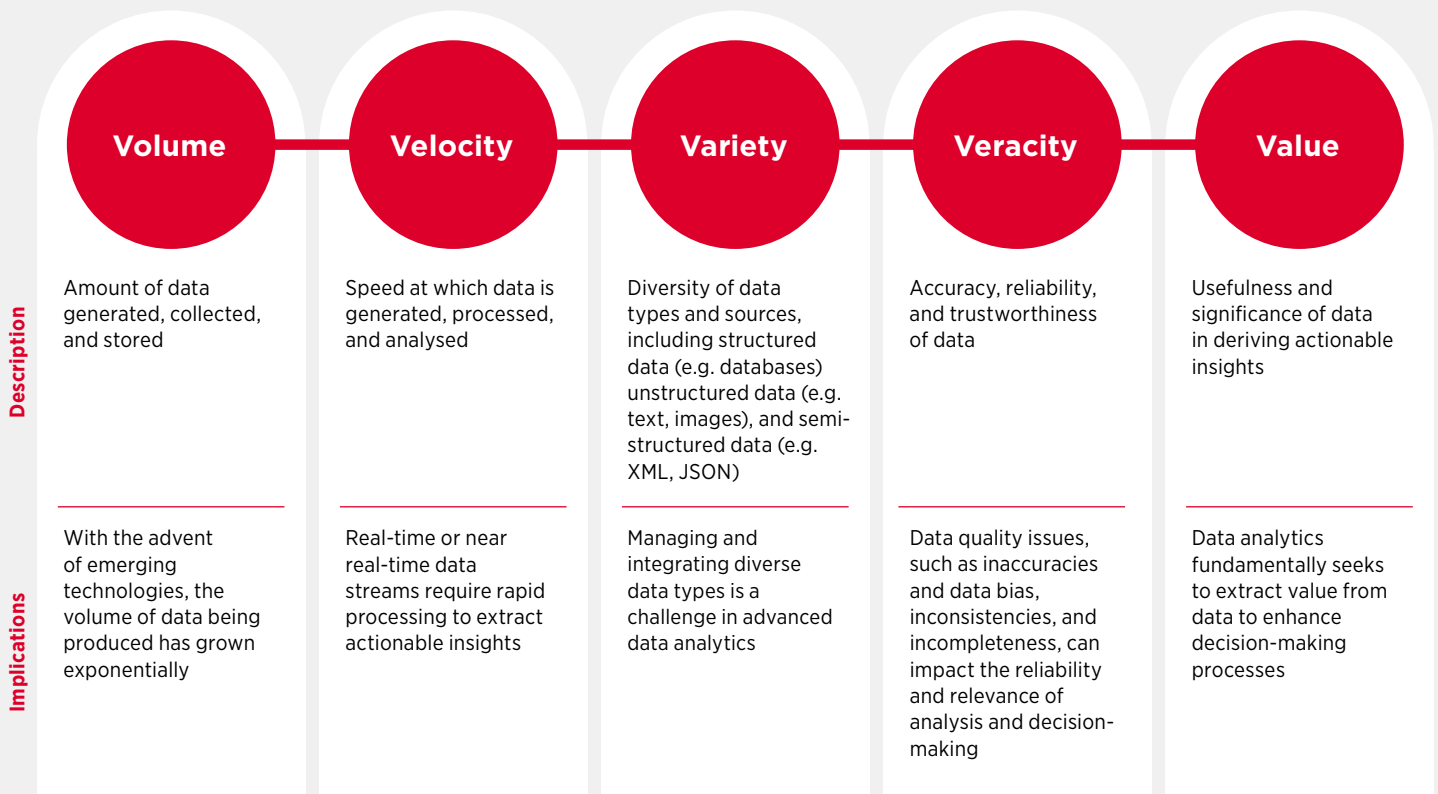 Volume
Velocity
Variety
Veracity
Value
Description
Amount of data
generated, collected,
and stored
Speed at which data is
generated, processed,
and analysed
Diversity of data
types and sources,
including structured
data (e.g. databases)
unstructured data (e.g.
text, images), and semi-
structured data (e.g.
XML, JSON)
Accuracy, reliability,
and trustworthiness
of data
Usefulness and
significance of data
in deriving actionable
insights
Implications
With the advent
of emerging
technologies, the
volume of data being
produced has grown
exponentially
Real-time or near
real-time data
streams require rapid
processing to extract
actionable insights
Managing and
integrating diverse
data types is a
challenge in advanced
data analytics
Data quality issues,
such as inaccuracies
and data bias,
inconsistencies, and
incompleteness, can
impact the reliability
and relevance of
analysis and decision-
making
Data analytics
fundamentally seeks
to extract value from
data to enhance
decision-making
processes